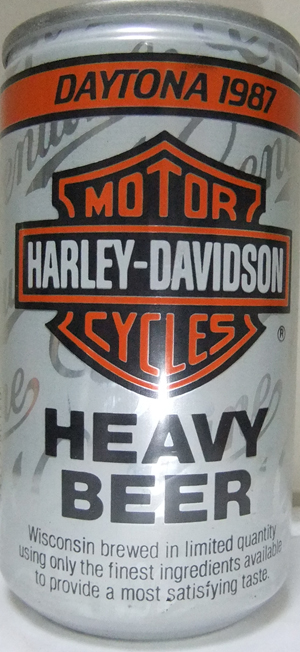 DAYTONA 1987
MOTOR
HARLEY-DAVIDSON
CYCLES
®
HEAVY
BEER
Wisconsin brewed in limited quantity
using only the finest ingredients available
to provide a most satisfying taste.